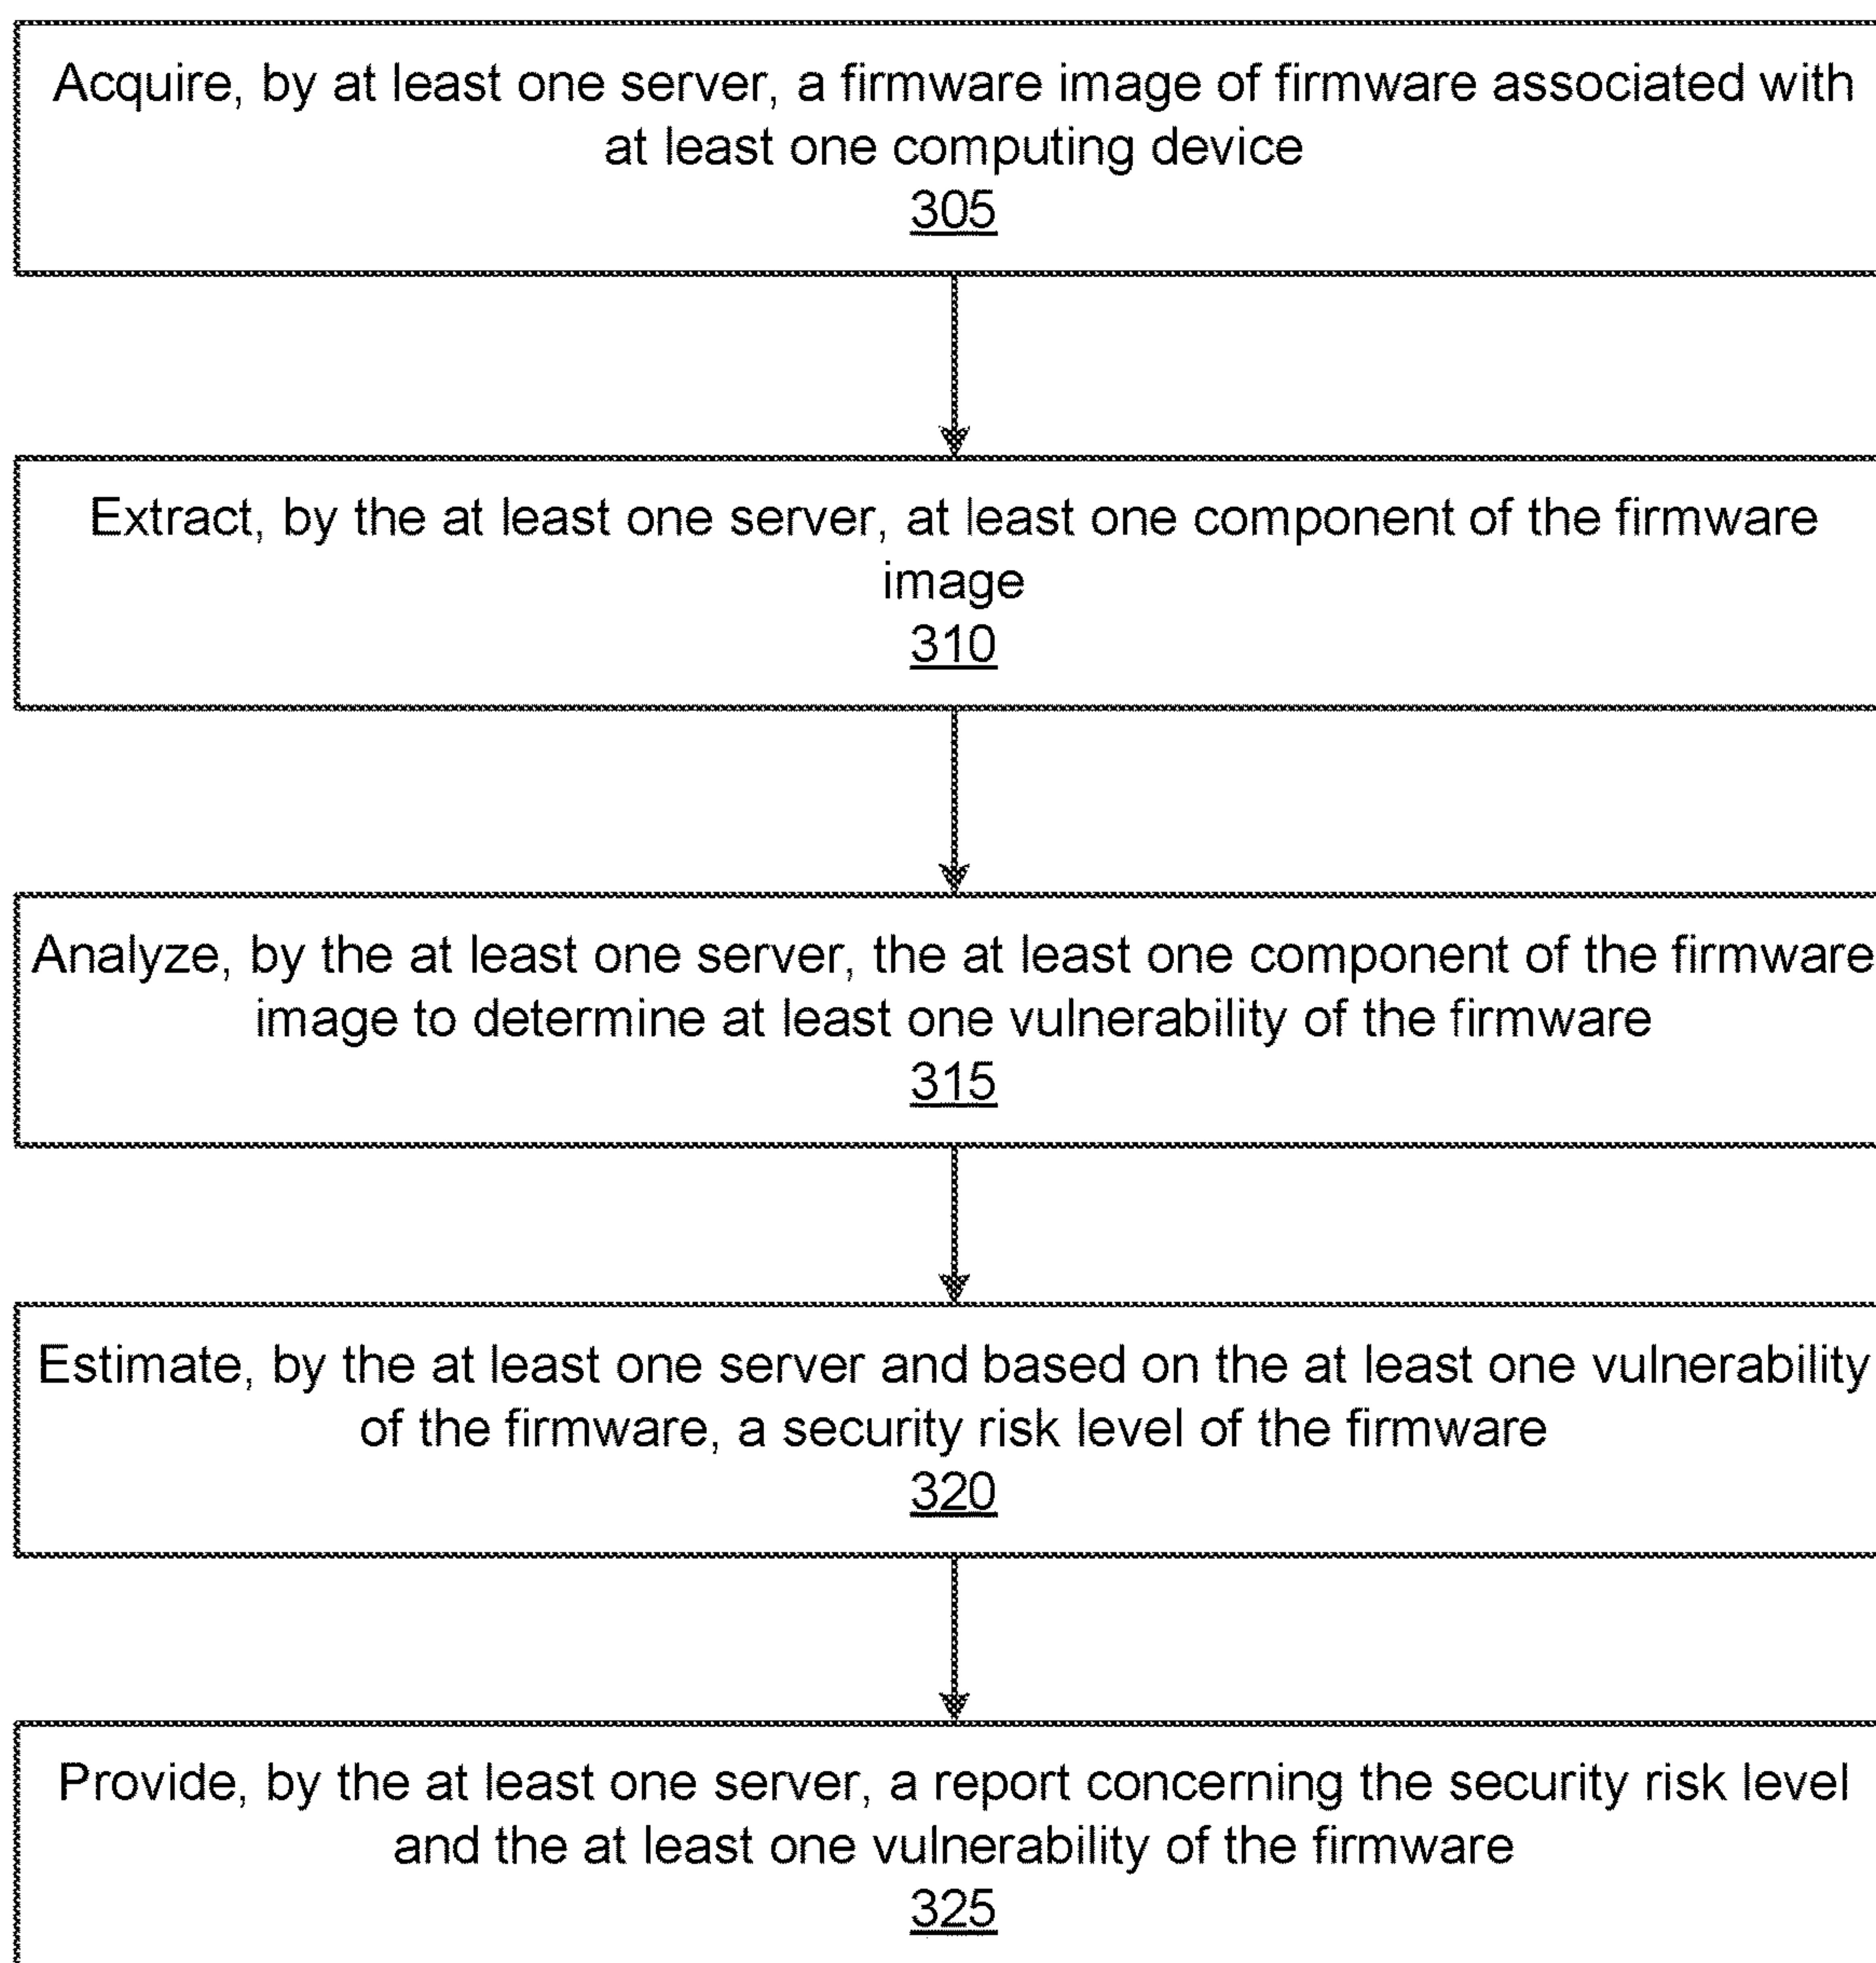 Acquire, by at least one server, a firmware image of firmware associated with
at least one computing device
305
Extract, by the at least one server, at least one component of the firmware
image
310
Analyze, by the at least one server, the at least one component of the firmware
image to determine at least one vulnerability of the firmware
315
Estimate, by the at least one server and based on the at least one vulnerability
of the firmware, a security risk level of the firmware
320
Provide, by the at least one server, a report concerning the security risk level
and the at least one vulnerability of the firmware
325